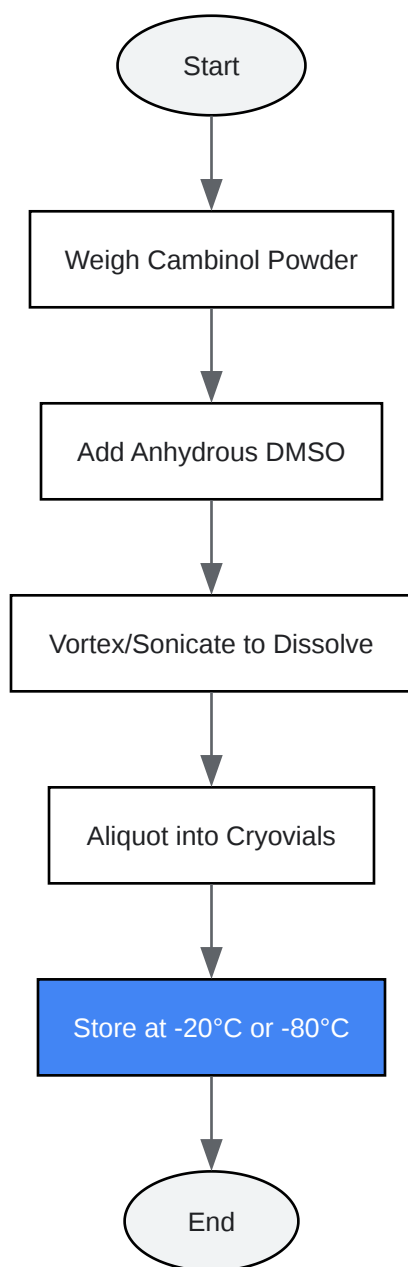 Start
Weigh Cambinol Powder
Add Anhydrous DMSO
Vortex/Sonicate to Dissolve
Aliquot into Cryovials
Store at -20°C or -80°C
End